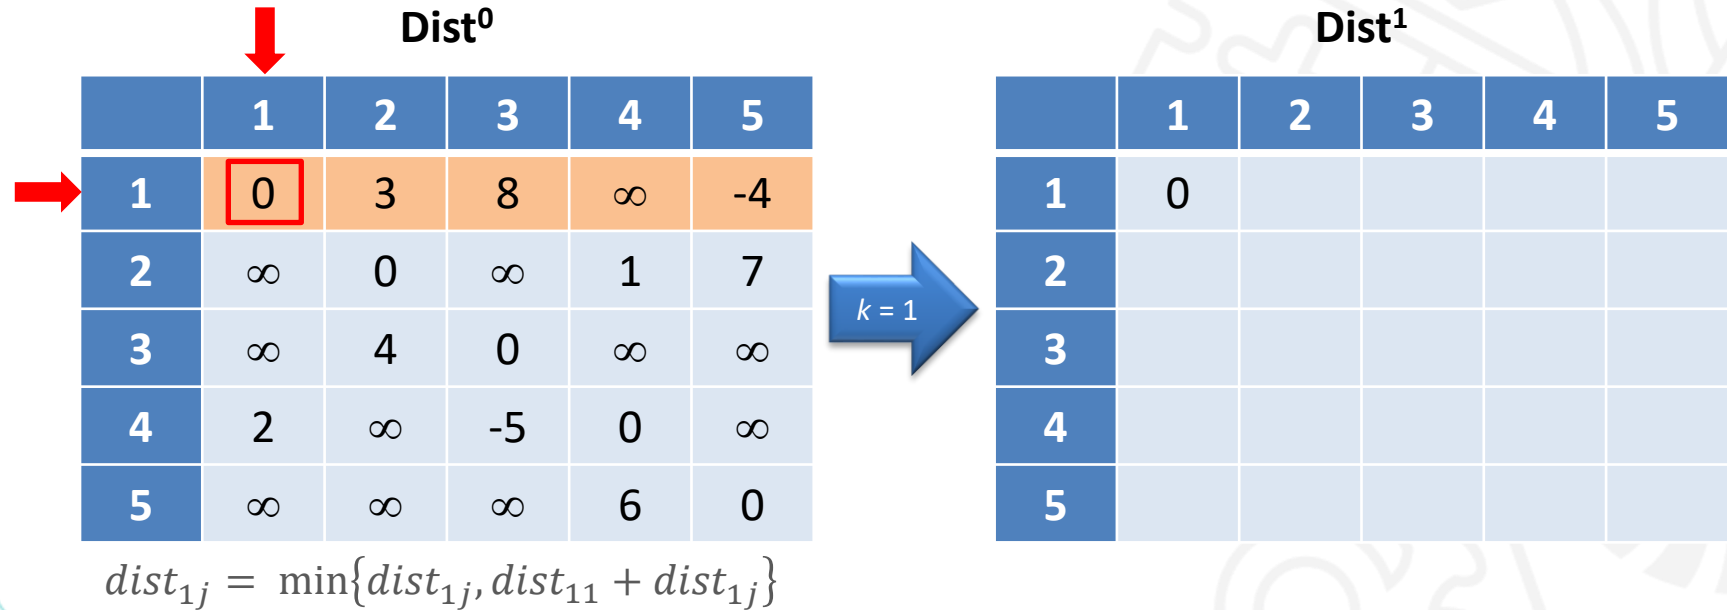 Dist⁰
1 2 3 4 5
1 0 3 8 ∞ -4
2 ∞ 0 ∞ 1 7
3 ∞ 4 0 ∞ ∞
4 2 ∞ -5 0 ∞
5 ∞ ∞ ∞ 6 0
dist₁ⱼ = min{dist₁ⱼ, dist₁₁ + dist₁ⱼ}
k = 1
Dist¹
1 2 3 4 5
1 0
2
3
4
5